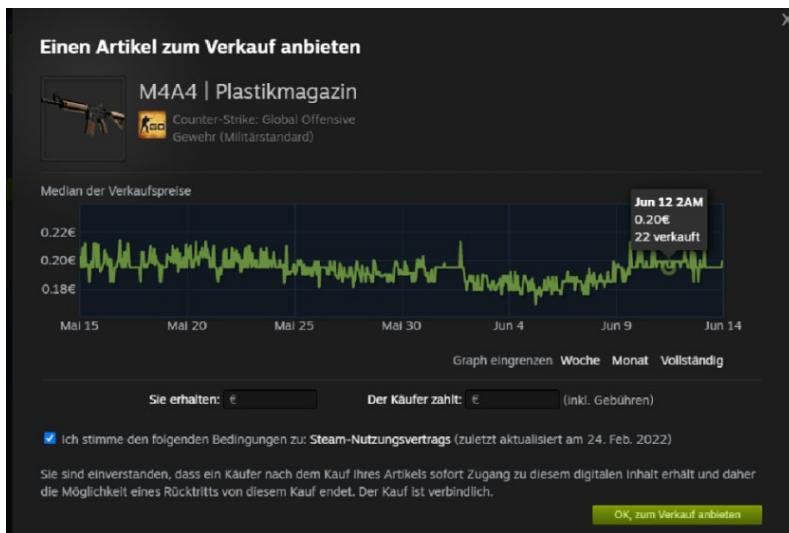 Einen Artikel zum Verkauf anbieten
M4A4 | Plastikmagazin
GO
Counter-Strike: Global Offensive
Gewehr (Militärstandard)
Median der Verkaufspreise
Jun 12 2AM
0.20€
22 verkauft
0.22€
0.20€
0.18€
Mai 15 Mai 20 Mai 25 Mai 30 Jun 4 Jun 9 Jun 14
Graph eingrenzen Woche Monat Vollständig
Sie erhalten: € Der Käufer zahlt: € (inkl. Gebühren)
Ich stimme den folgenden Bedingungen zu: Steam-Nutzungsvertrags (zuletzt aktualisiert am 24. Feb. 2022)
Sie sind einverstanden, dass ein Käufer nach dem Kauf Ihres Artikels sofort Zugang zu diesem digitalen Inhalt erhält und daher
die Möglichkeit eines Rücktritts von diesem Kauf endet. Der Kauf ist verbindlich.
OK, zum Verkauf anbieten